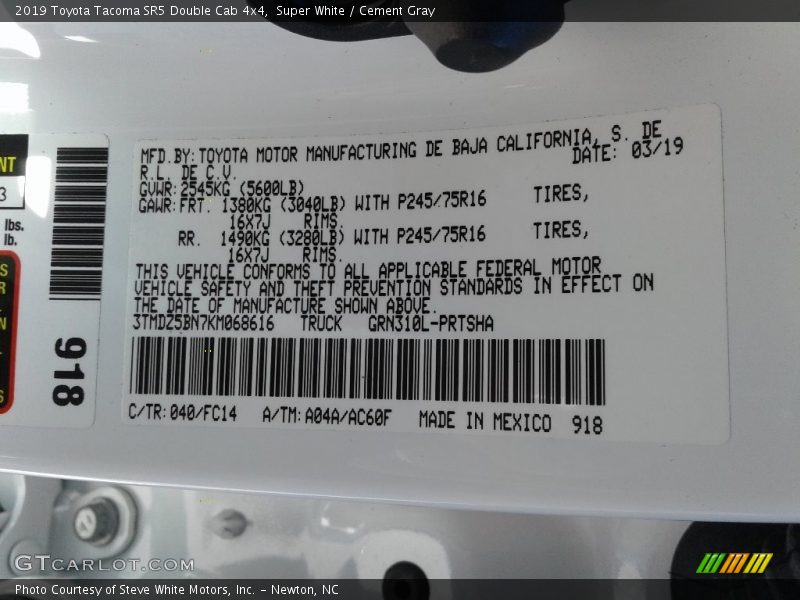 2019 Toyota Tacoma SR5 Double Cab 4x4, Super White / Cement Gray
MFD.BY:TOYOTA MOTOR MANUFACTURING DE BAJA CALIFORNIA, S. DE
R.L. DE C.V. DATE: 03/19
GVWR:2545KG (5600LB)
GAWR:FRT. 1380KG (3040LB) WITH P245/75R16 TIRES,
16X7J RIMS.
RR. 1490KG (3280LB) WITH P245/75R16 TIRES,
16X7J RIMS.
THIS VEHICLE CONFORMS TO ALL APPLICABLE FEDERAL MOTOR
VEHICLE SAFETY AND THEFT PREVENTION STANDARDS IN EFFECT ON
THE DATE OF MANUFACTURE SHOWN ABOVE.
3TMDZ5BN7KM068616 TRUCK GRN310L-PRTSHA
C/TR:040/FC14 A/TM:A04A/AC60F MADE IN MEXICO 918
NT
3
lbs.
lb.
918
GTCARLOT.COM
Photo Courtesy of Steve White Motors, Inc. – Newton, NC